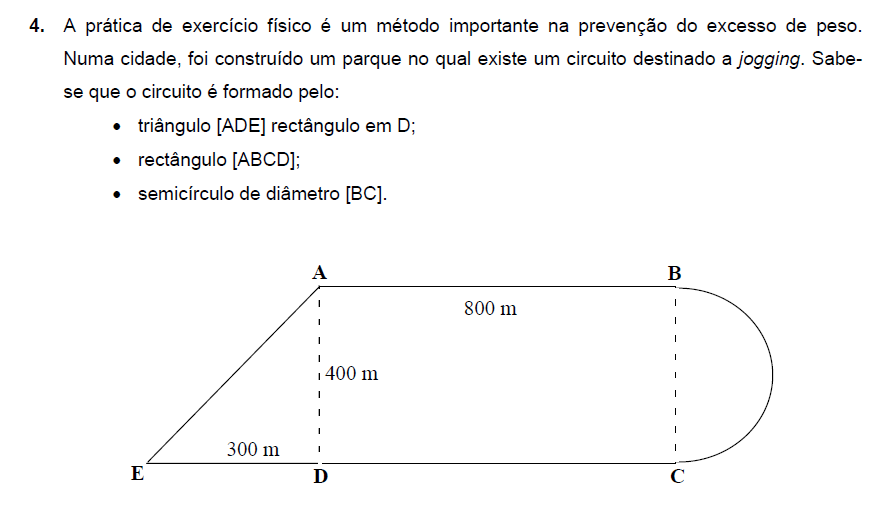 4. A prática de exercício físico é um método importante na prevenção do excesso de peso.
Numa cidade, foi construído um parque no qual existe um circuito destinado a jogging. Sabe-
se que o circuito é formado pelo:
• triângulo [ADE] rectângulo em D;
• rectângulo [ABCD];
• semicírculo de diâmetro [BC].
A B
800 m
400 m
300 m
E D C